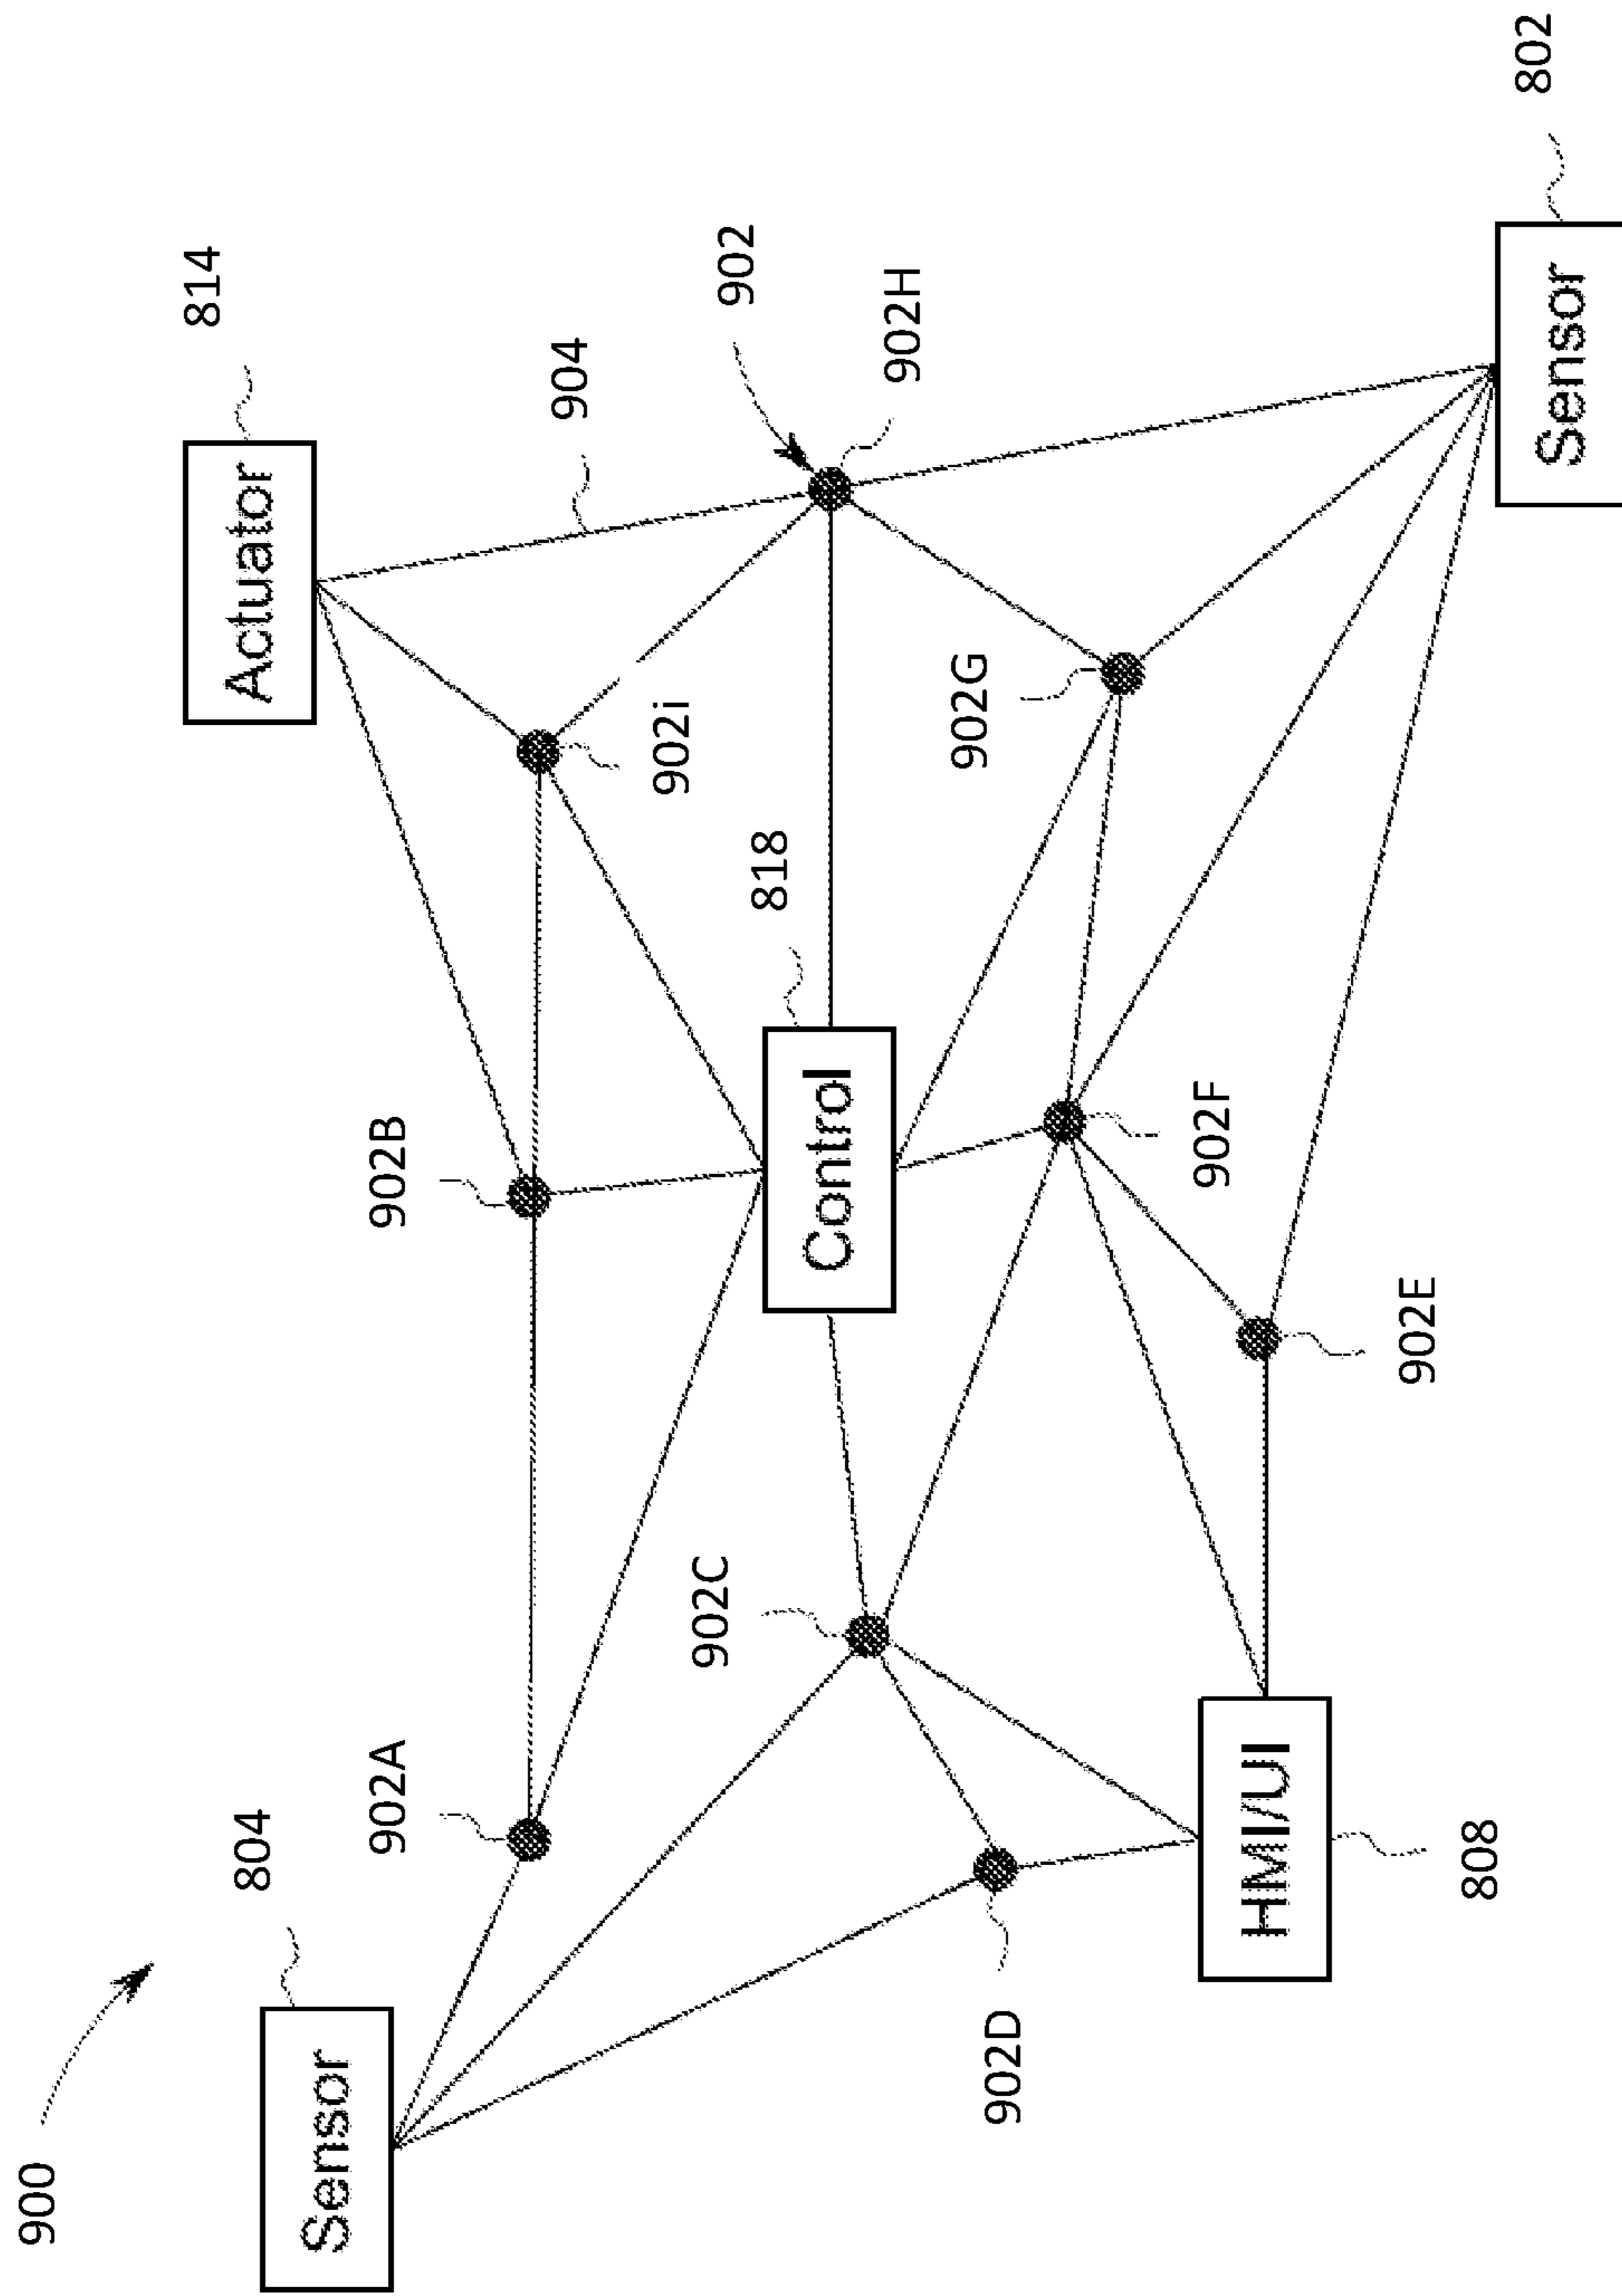 900
Sensor
804
902A
902B
Actuator
814
904
902
902H
902i
818
Control
902C
902G
902D
902F
HMI/UI
808
902E
Sensor
802